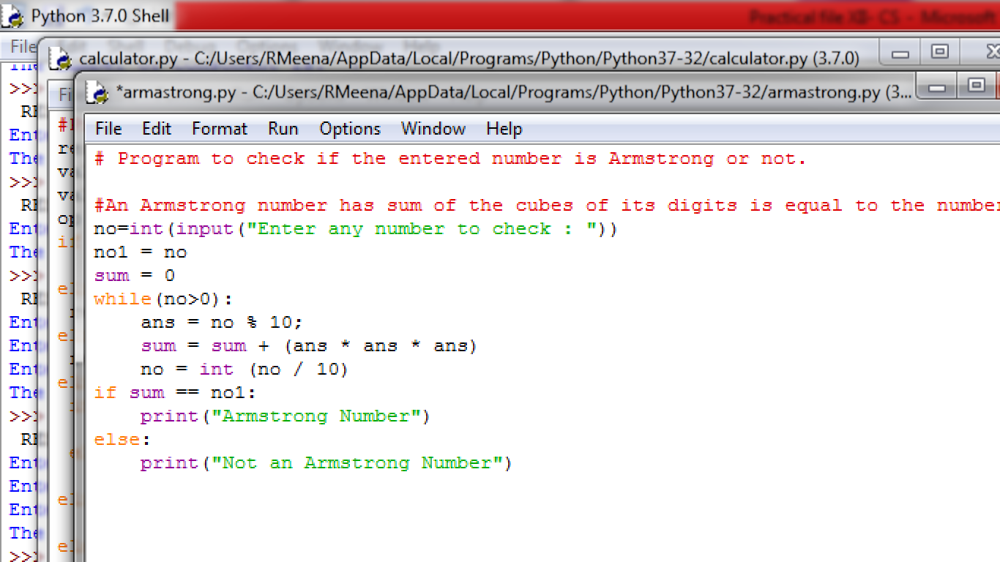 Python 3.7.0 Shell
Practical file XB- CS - Microsoft
File
calculator.py - C:/Users/RMeena/AppData/Local/Programs/Python/Python37-32/calculator.py (3.7.0)
*armastrong.py - C:/Users/RMeena/AppData/Local/Programs/Python/Python37-32/armastrong.py (3...
File Edit Format Run Options Window Help
# Program to check if the entered number is Armstrong or not.
#An Armstrong number has sum of the cubes of its digits is equal to the number
no=int(input("Enter any number to check : "))
no1 = no
sum = 0
while(no>0):
    ans = no % 10;
    sum = sum + (ans * ans * ans)
    no = int (no / 10)
if sum == no1:
    print("Armstrong Number")
else:
    print("Not an Armstrong Number")